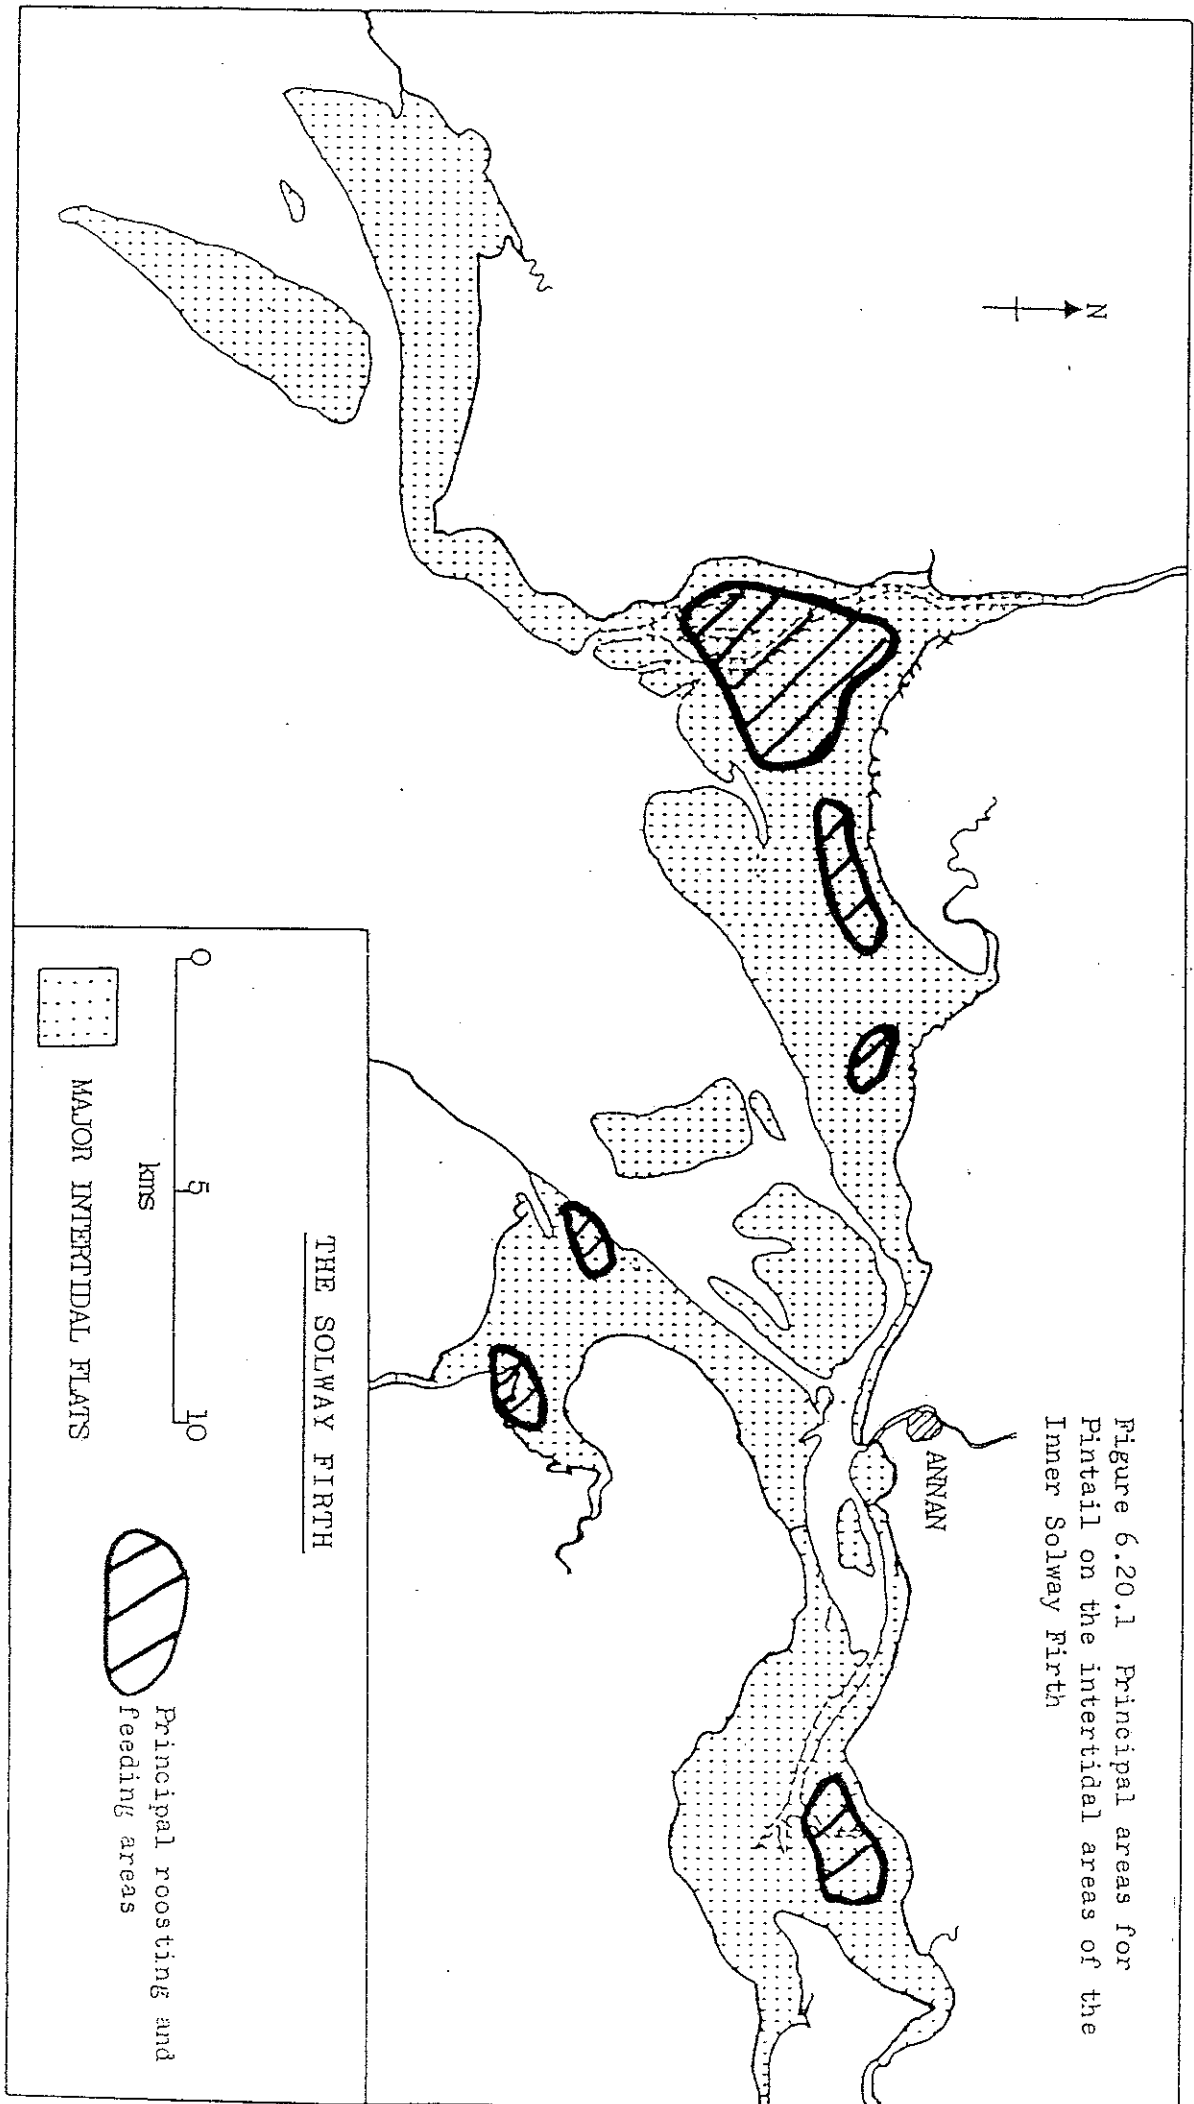 Figure 6.20.1 Principal areas for
Pintail on the intertidal areas of the
Inner Solway Firth
N
ANNAN
THE SOLWAY FIRTH
0 5 10
kms
MAJOR INTERTIDAL FLATS
Principal roosting and
feeding areas